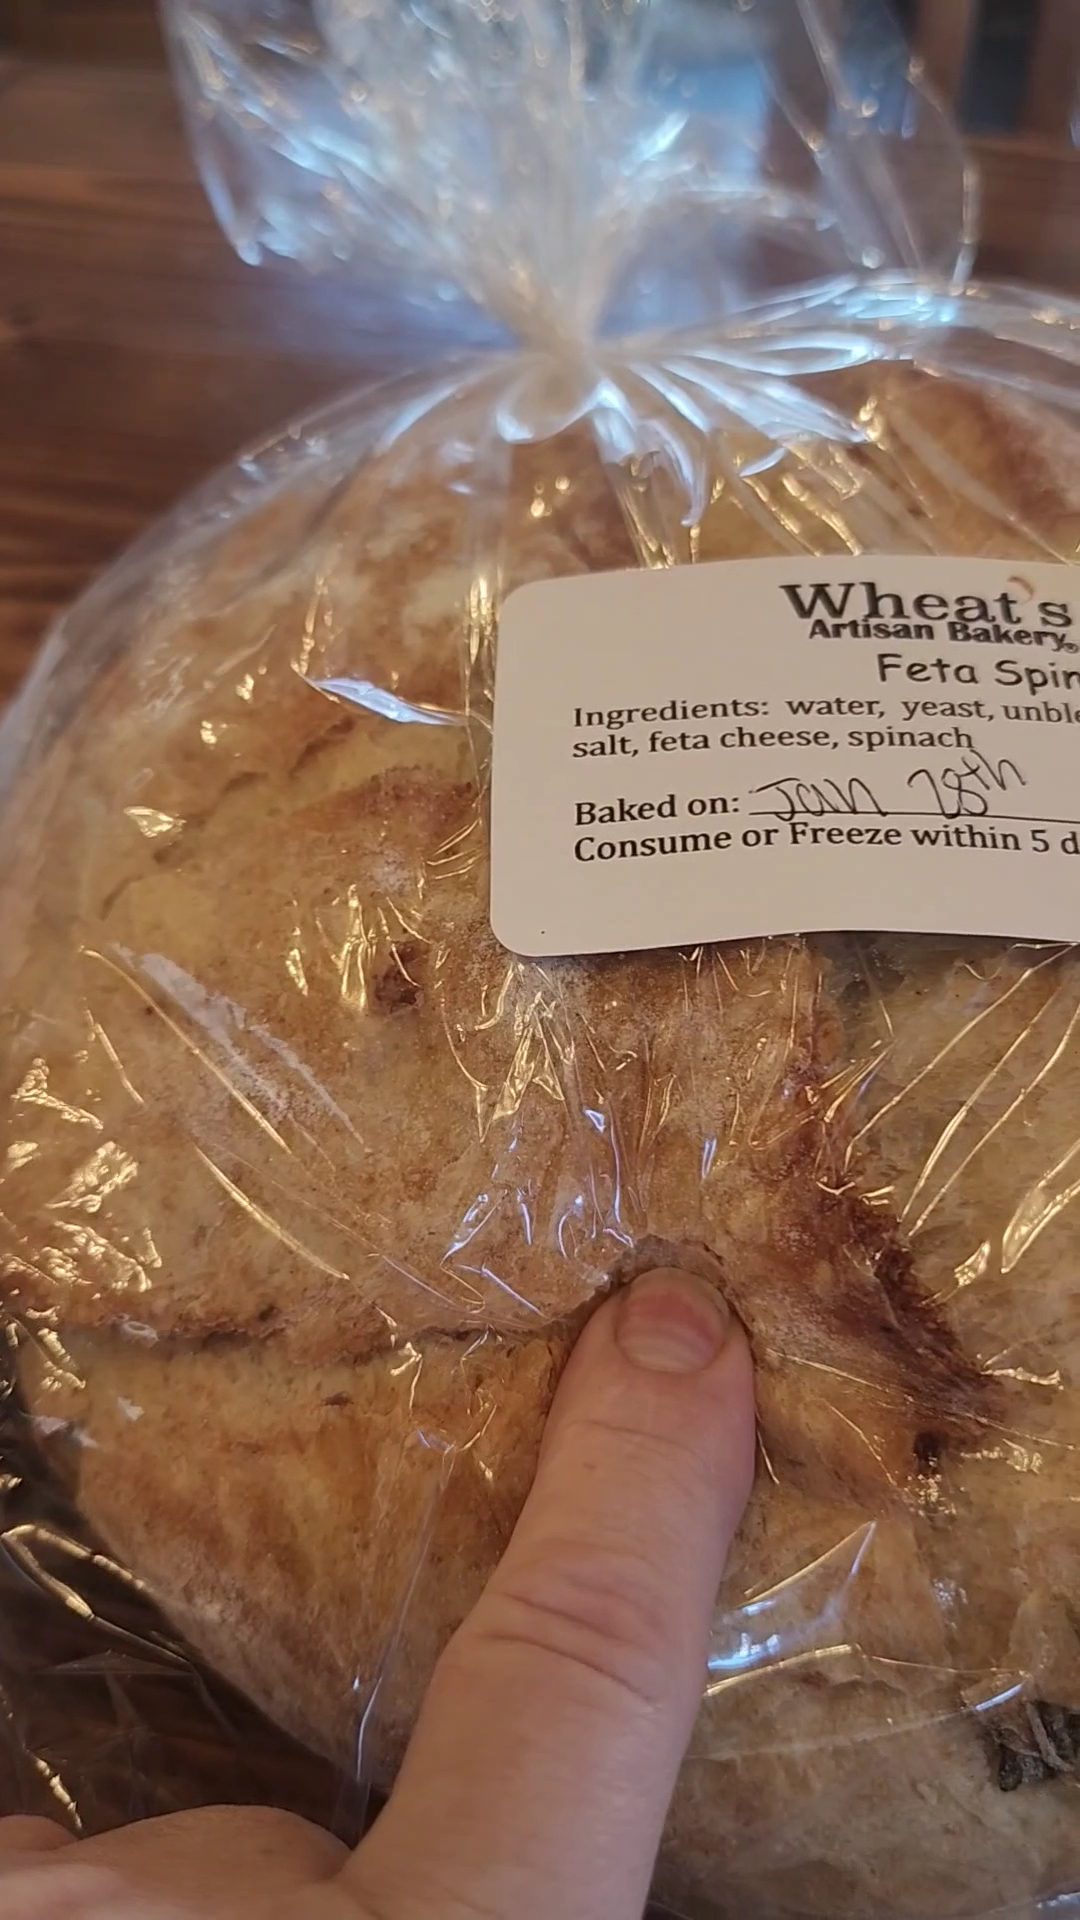 Wheat's
Artisan Bakery®
Feta Spin
Ingredients: water, yeast, unble
salt, feta cheese, spinach
Baked on: Jan 28th
Consume or Freeze within 5 d